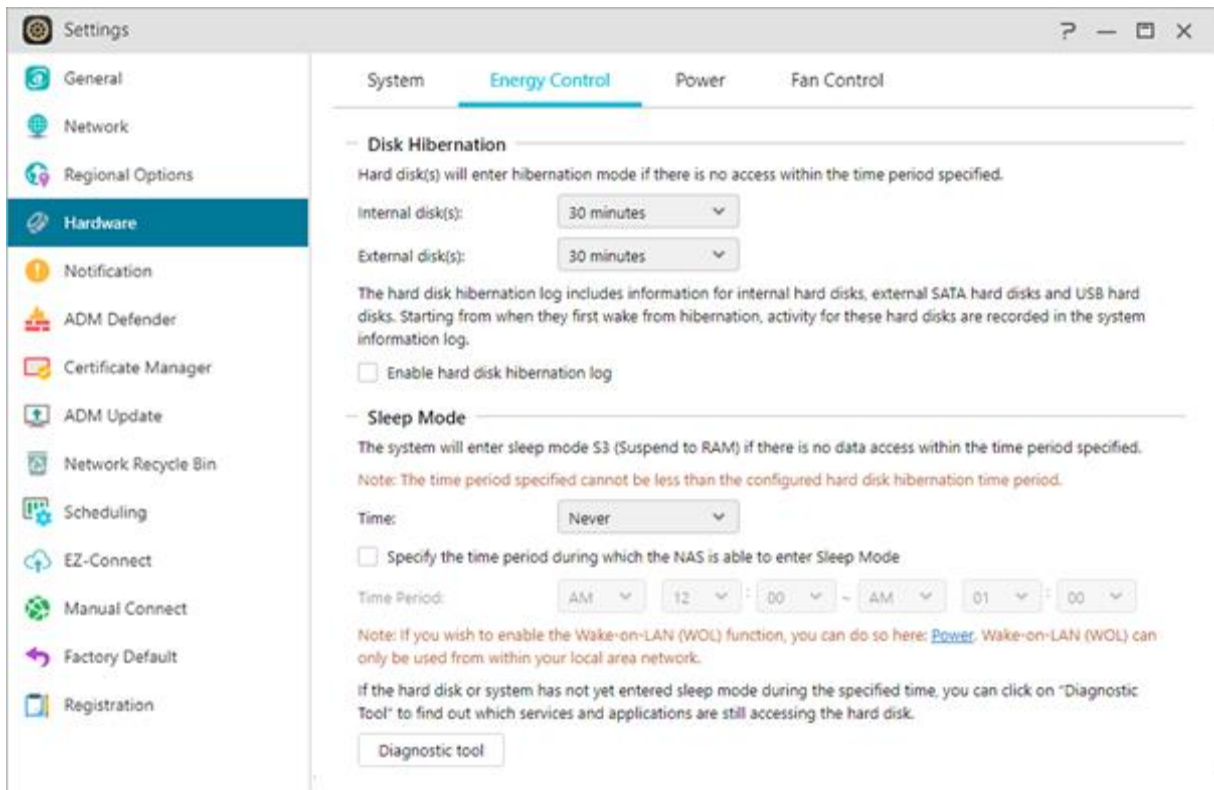 Settings
General
Network
Regional Options
Hardware
Notification
ADM Defender
Certificate Manager
ADM Update
Network Recycle Bin
Scheduling
EZ-Connect
Manual Connect
Factory Default
Registration
System Energy Control Power Fan Control
Disk Hibernation
Hard disk(s) will enter hibernation mode if there is no access within the time period specified.
Internal disk(s): 30 minutes
External disk(s): 30 minutes
The hard disk hibernation log includes information for internal hard disks, external SATA hard disks and USB hard
disks. Starting from when they first wake from hibernation, activity for these hard disks are recorded in the system
information log.
Enable hard disk hibernation log
Sleep Mode
The system will enter sleep mode S3 (Suspend to RAM) if there is no data access within the time period specified.
Note: The time period specified cannot be less than the configured hard disk hibernation time period.
Time: Never
Specify the time period during which the NAS is able to enter Sleep Mode
Time Period: AM 12 : 00 ~ AM 01 : 00
Note: If you wish to enable the Wake-on-LAN (WOL) function, you can do so here: Power. Wake-on-LAN (WOL) can
only be used from within your local area network.
If the hard disk or system has not yet entered sleep mode during the specified time, you can click on "Diagnostic
Tool" to find out which services and applications are still accessing the hard disk.
Diagnostic tool